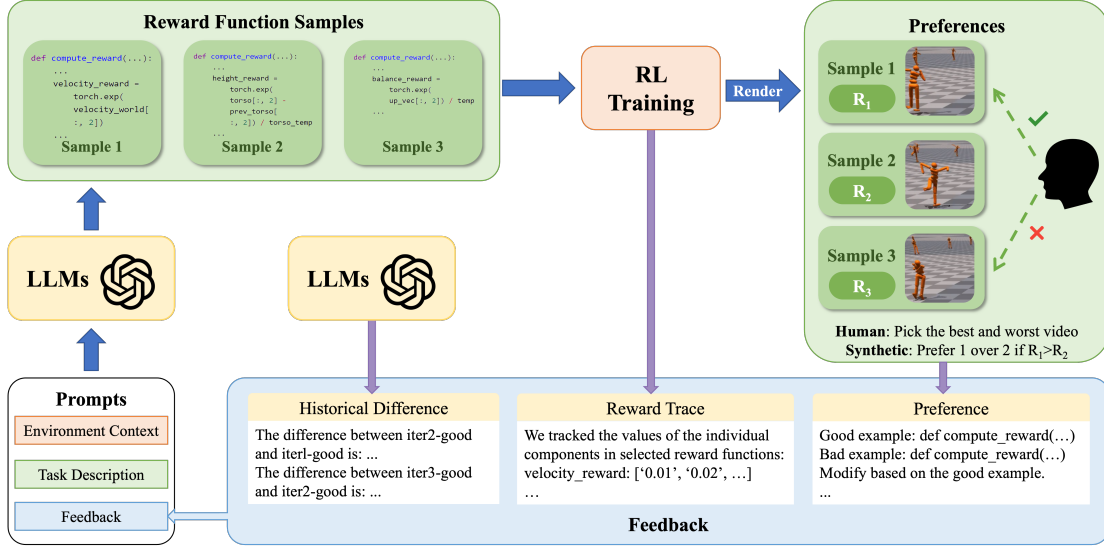 Reward Function Samples
def compute_reward(...):
...
velocity_reward =
torch.exp(
velocity_world[
:, 2])
...
Sample 1
def compute_reward(...):
...
height_reward =
torch.exp(
torso[:, 2] -
prev_torso[
:, 2]) / torso_temp
...
Sample 2
def compute_reward(...):
...
balance_reward =
torch.exp(
up_vec[:, 2]) / temp
...
Sample 3
RL
Training
Render
Preferences
Sample 1
R1
Sample 2
R2
Sample 3
R3
Human: Pick the best and worst video
Synthetic: Prefer 1 over 2 if R1>R2
LLMs
LLMs
Prompts
Environment Context
Task Description
Feedback
Historical Difference
The difference between iter2-good
and iterl-good is: ...
The difference between iter3-good
and iter2-good is: ...
Reward Trace
We tracked the values of the individual
components in selected reward functions:
velocity_reward: [‘0.01’, ‘0.02’, ...]
...
Preference
Good example: def compute_reward(…)
Bad example: def compute_reward(…)
Modify based on the good example.
...
Feedback